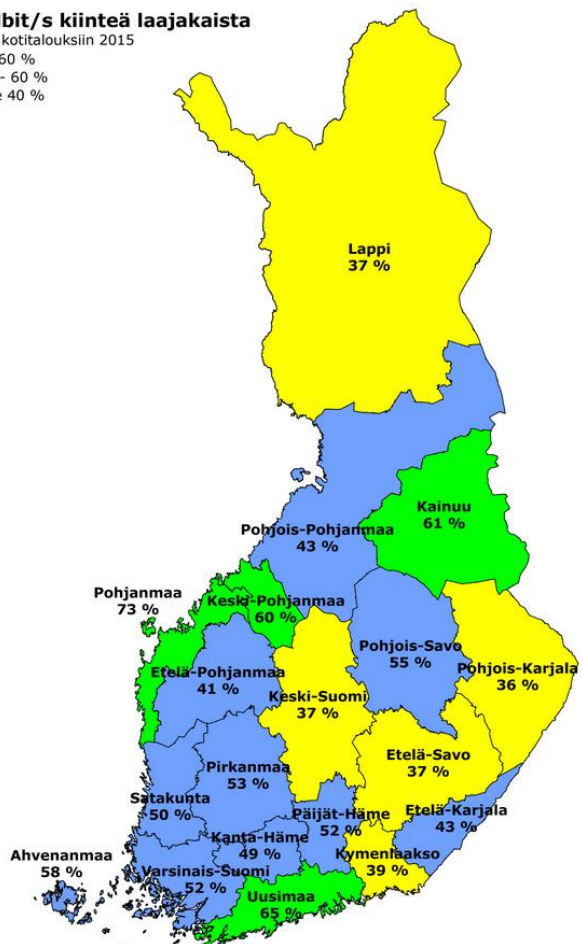 bit/s kiinteä laajakaista
kotitalouksiin 2015
60 %
- 60 %
40 %
Lappi
37 %
Kainuu
61 %
Pohjois-Pohjanmaa
43 %
Pohjanmaa
73 %
Keski-Pohjanmaa
60 %
Pohjois-Savo
55 %
Pohjois-Karjala
36 %
Etelä-Pohjanmaa
41 %
Keski-Suomi
37 %
Etelä-Savo
37 %
Pirkanmaa
53 %
Satakunta
50 %
Päijät-Häme
52 %
Etelä-Karjala
43 %
Kanta-Häme
49 %
Kymenlaakso
39 %
Ahvenanmaa
58 %
Varsinais-Suomi
52 %
Uusimaa
65 %